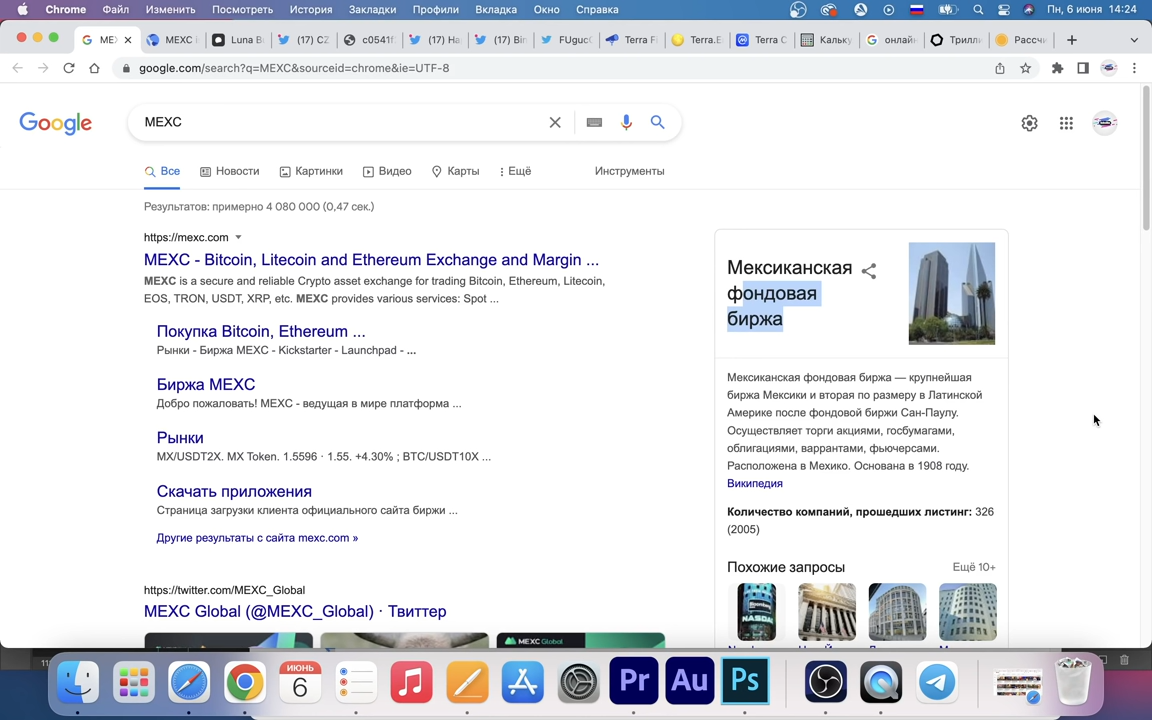 Chrome Файл Изменить Посмотреть История Закладки Профили Вкладка Окно Справка Пн, 6 июня 14:24
ME MEXC Luna B c0541f (17) Ha (17) Bin Terra F Terra.E Terra C Кальку онлай Трилл Рассчи
google.com/search?q=MEXC&sourceid=chrome&ie=UTF-8
Google MEXC
Все Новости Картинки Видео Карты Ещё Инструменты
Результатов: примерно 4 080 000 (0,47 сек.)
https://mexc.com
MEXC - Bitcoin, Litecoin and Ethereum Exchange and Margin ...
MEXC is a secure and reliable Crypto asset exchange for trading Bitcoin, Ethereum, Litecoin,
EOS, TRON, USDT, XRP, etc. MEXC provides various services: Spot ...
Покупка Bitcoin, Ethereum ...
Рынки - Биржа MEXC - Kickstarter - Launchpad - ...
Биржа MEXC
Добро пожаловать! MEXC - ведущая в мире платформа ...
Рынки
MX/USDT2X. MX Token. 1.5596 · 1.55. +4.30% ; BTC/USDT10X ...
Скачать приложения
Страница загрузки клиента официального сайта биржи ...
Другие результаты с сайта mexc.com »
https://twitter.com/MEXC_Global
MEXC Global (@MEXC_Global) · Твиттер
MEXC Global
Мексиканская
фондовая
биржа
Мексиканская фондовая биржа — крупнейшая
биржа Мексики и вторая по размеру в Латинской
Америке после фондовой биржи Сан-Паулу.
Осуществляет торги акциями, госбумагами,
облигациями, варрантами, фьючерсами.
Расположена в Мехико. Основана в 1908 году.
Википедия
Количество компаний, прошедших листинг: 326
(2005)
Похожие запросы Ещё 10+
NASDAQ
ИЮНЬ
6
Pr Au Ps